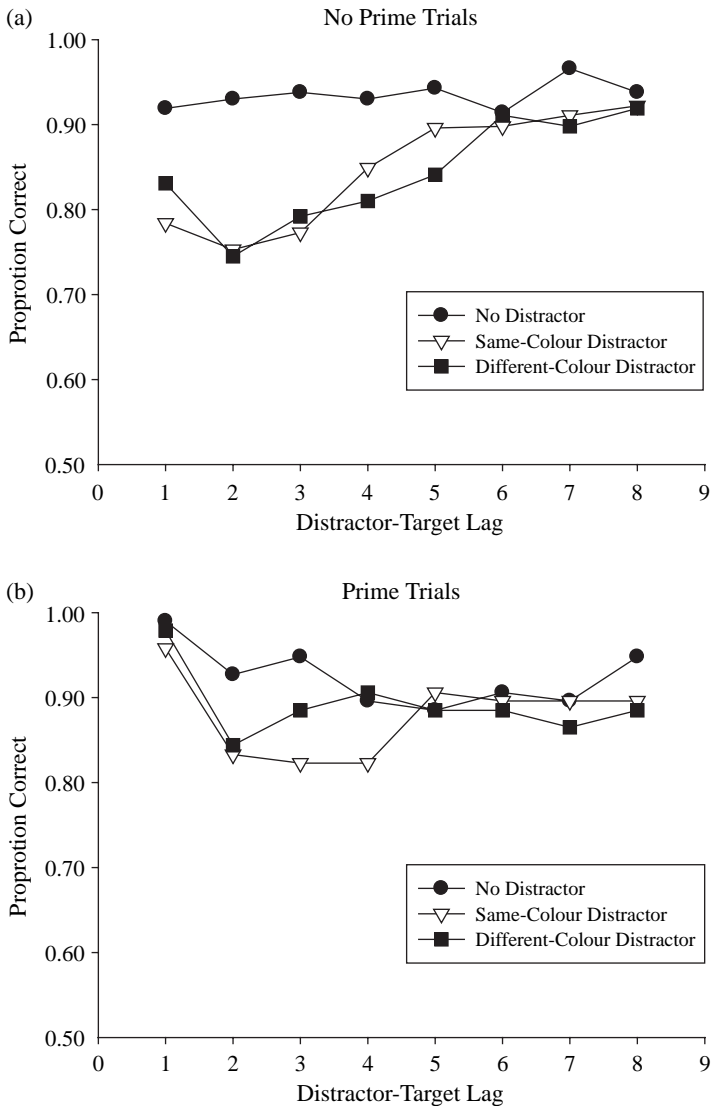 (a)
No Prime Trials
1.00
0.90
0.80
0.70
0.50
Proprotion Correct
No Distractor
Same-Colour Distractor
Different-Colour Distractor
0 1 2 3 4 5 6 7 8 9
Distractor-Target Lag
(b)
Prime Trials
1.00
0.90
0.80
0.70
0.60
0.50
Proprotion Correct
No Distractor
Same-Colour Distractor
Different-Colour Distractor
0 1 2 3 4 5 6 7 8 9
Distractor-Target Lag